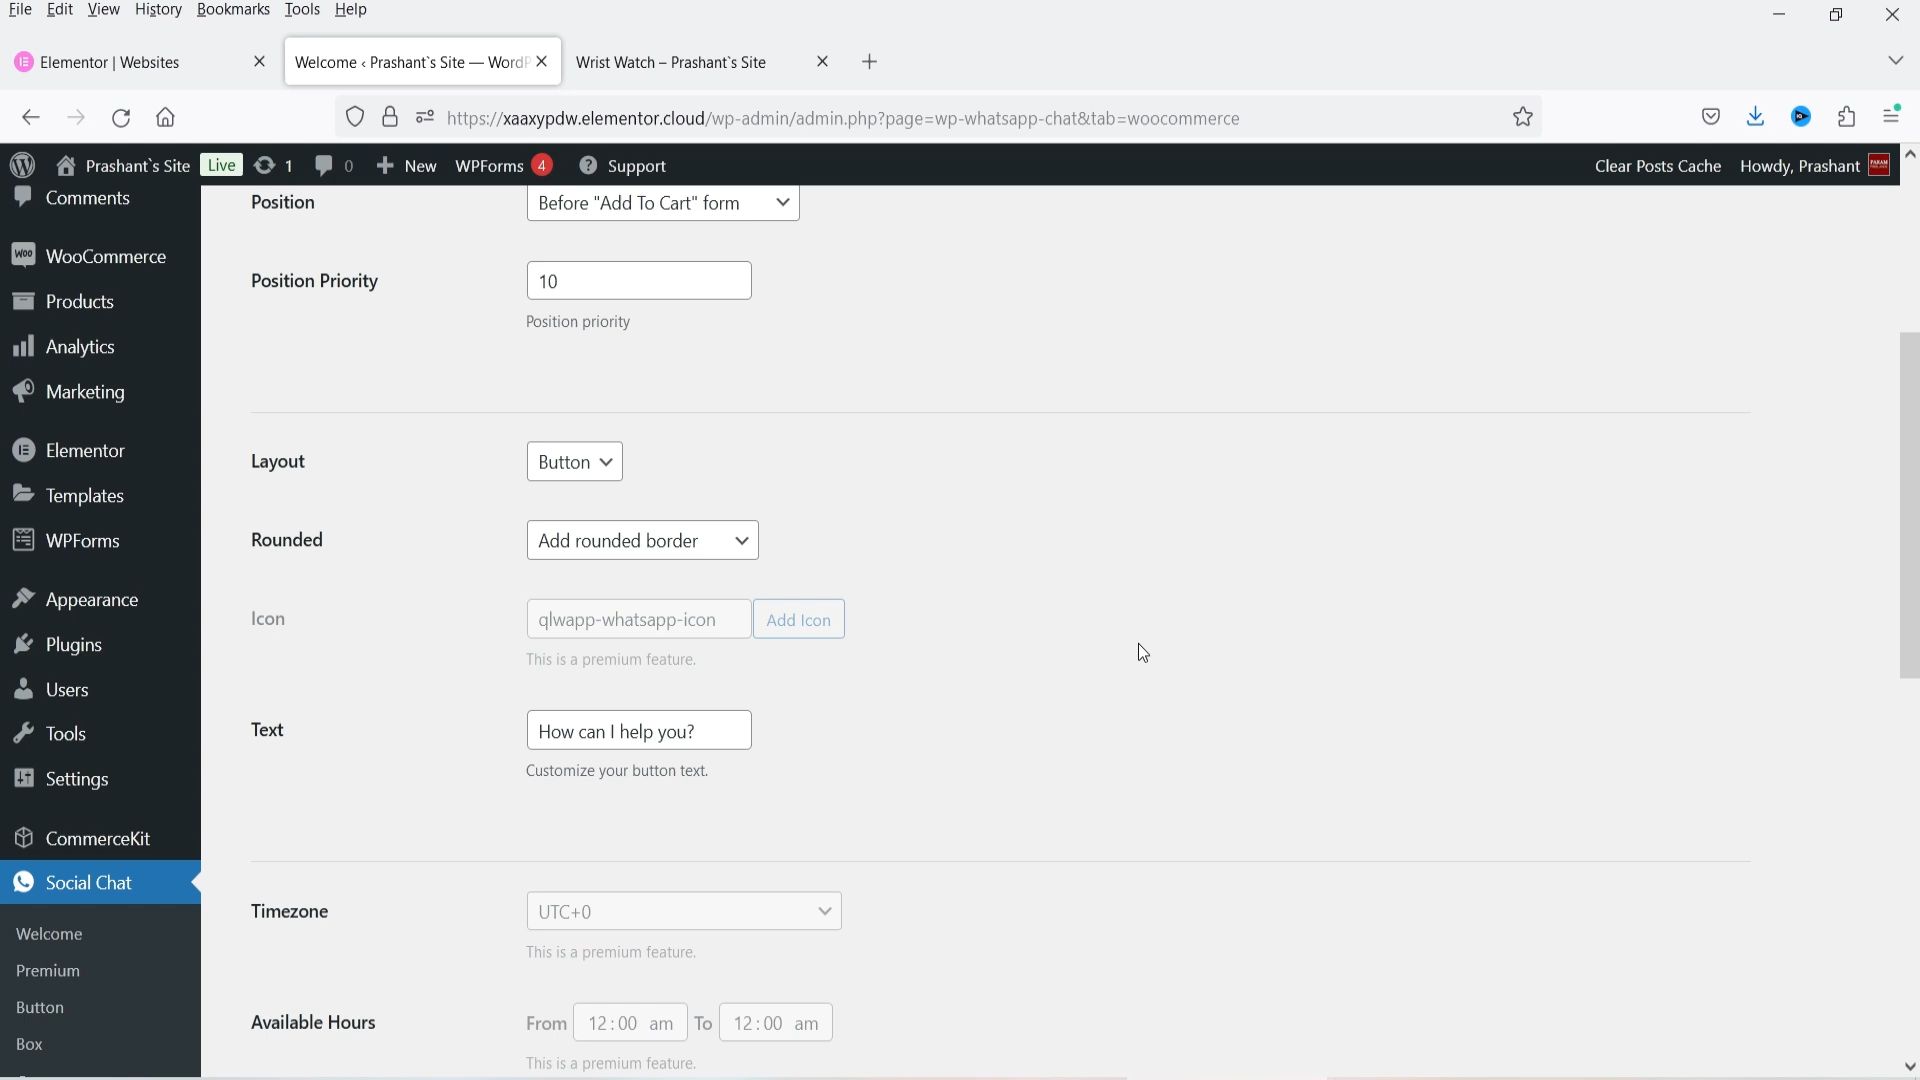 File Edit View History Bookmarks Tools Help
Elementor | Websites
Welcome ‹ Prashant`s Site — WordP
Wrist Watch – Prashant`s Site
https://xaaxypdw.elementor.cloud/wp-admin/admin.php?page=wp-whatsapp-chat&tab=woocommerce
Prashant`s Site Live 1 0 New WPForms 4 Support Clear Posts Cache Howdy, Prashant
Comments
WooCommerce
Products
Analytics
Marketing
Elementor
Templates
WPForms
Appearance
Plugins
Users
Tools
Settings
CommerceKit
Social Chat
Welcome
Premium
Button
Box
Position Before "Add To Cart" form
Position Priority 10
Position priority
Layout Button
Rounded Add rounded border
Icon qlwapp-whatsapp-icon Add Icon
This is a premium feature.
Text How can I help you?
Customize your button text.
Timezone UTC+0
This is a premium feature.
Available Hours From 12:00 am To 12:00 am
This is a premium feature.